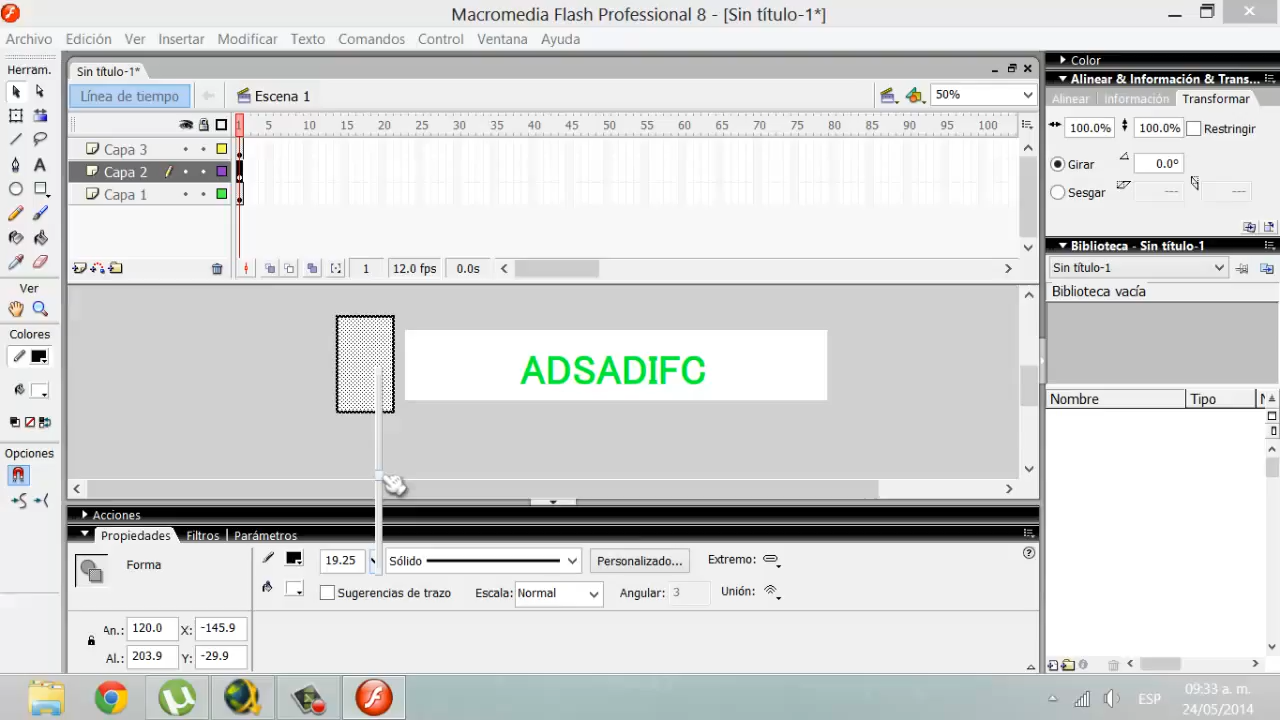 Macromedia Flash Professional 8 - [Sin título-1*]
Archivo Edición Ver Insertar Modificar Texto Comandos Control Ventana Ayuda
Herram.
Sin título-1*
Línea de tiempo
Escena 1
50%
5 10 15 20 25 30 35 40 45 50 55 60 65 70 75 80 85 90 95 100
Capa 3
Capa 2
Capa 1
1 12.0 fps 0.0s
Ver
Colores
Opciones
ADSADIFC
Color
Alinear & Información & Trans...
Alinear Información Transformar
100.0% 100.0% Restringir
Girar 0.0º
Sesgar --- ---
Biblioteca - Sin título-1
Sin título-1
Biblioteca vacía
Nombre Tipo
Acciones
Propiedades Filtros Parámetros
Forma
19.25 Sólido Personalizado... Extremo:
Sugerencias de trazo Escala: Normal Angular: 3 Unión:
An.: 120.0 X: -145.9
Al.: 203.9 Y: -29.9
ESP
09:33 a. m.
24/05/2014